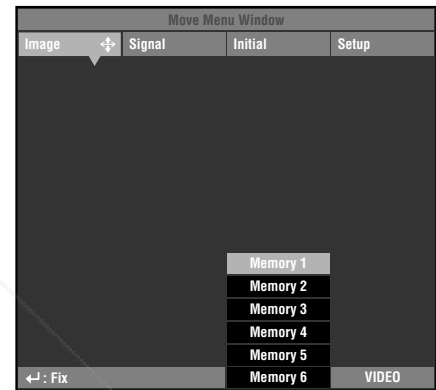 Move Menu Window
Image Signal Initial Setup
Memory 1
Memory 2
Memory 3
Memory 4
Memory 5
↵ : Fix Memory 6 VIDEO